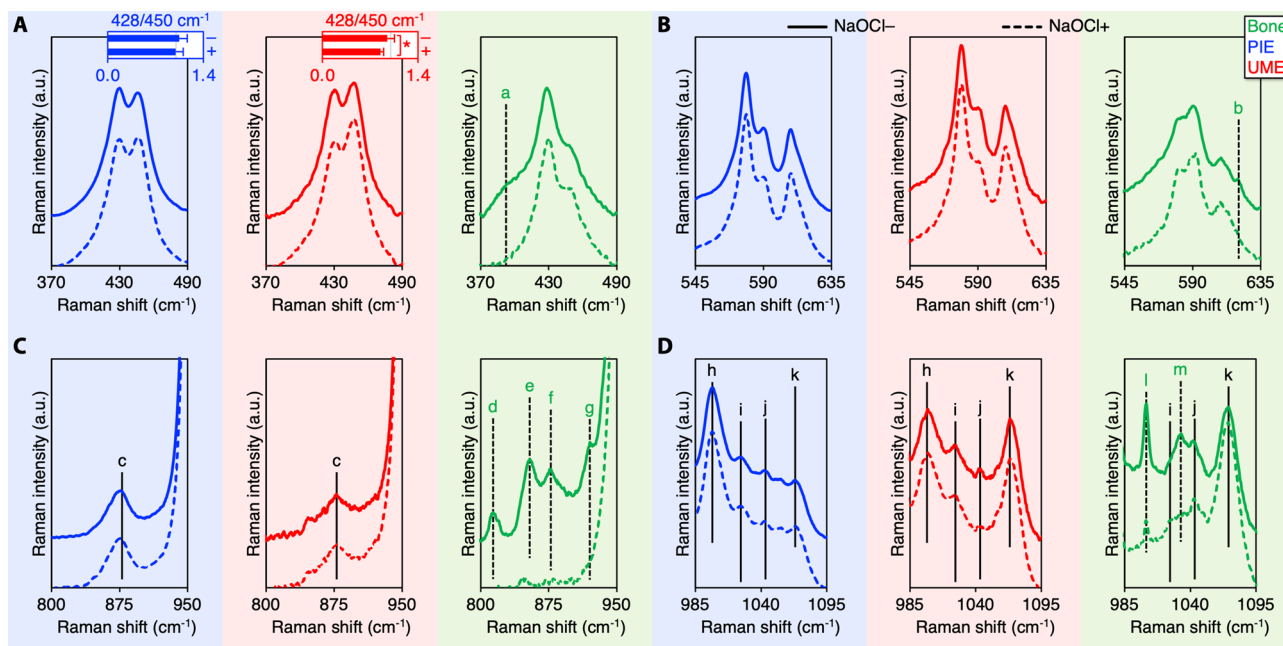 A
428/450 cm⁻¹
−
+
0.0 1.4
Raman intensity (a.u.)
370 430 490
Raman shift (cm⁻¹)
428/450 cm⁻¹
−
+
*
0.0 1.4
Raman intensity (a.u.)
370 430 490
Raman shift (cm⁻¹)
a
Raman intensity (a.u.)
370 430 490
Raman shift (cm⁻¹)
B
NaOCl−
NaOCl+
Bone
PIE
UME
Raman intensity (a.u.)
545 590 635
Raman shift (cm⁻¹)
Raman intensity (a.u.)
545 590 635
Raman shift (cm⁻¹)
b
Raman intensity (a.u.)
545 590 635
Raman shift (cm⁻¹)
C
c
Raman intensity (a.u.)
800 875 950
Raman shift (cm⁻¹)
c
Raman intensity (a.u.)
800 875 950
Raman shift (cm⁻¹)
d e f g
Raman intensity (a.u.)
800 875 950
Raman shift (cm⁻¹)
D
h i j k
Raman intensity (a.u.)
985 1040 1095
Raman shift (cm⁻¹)
h i j k
Raman intensity (a.u.)
985 1040 1095
Raman shift (cm⁻¹)
l i m j k
Raman intensity (a.u.)
985 1040 1095
Raman shift (cm⁻¹)